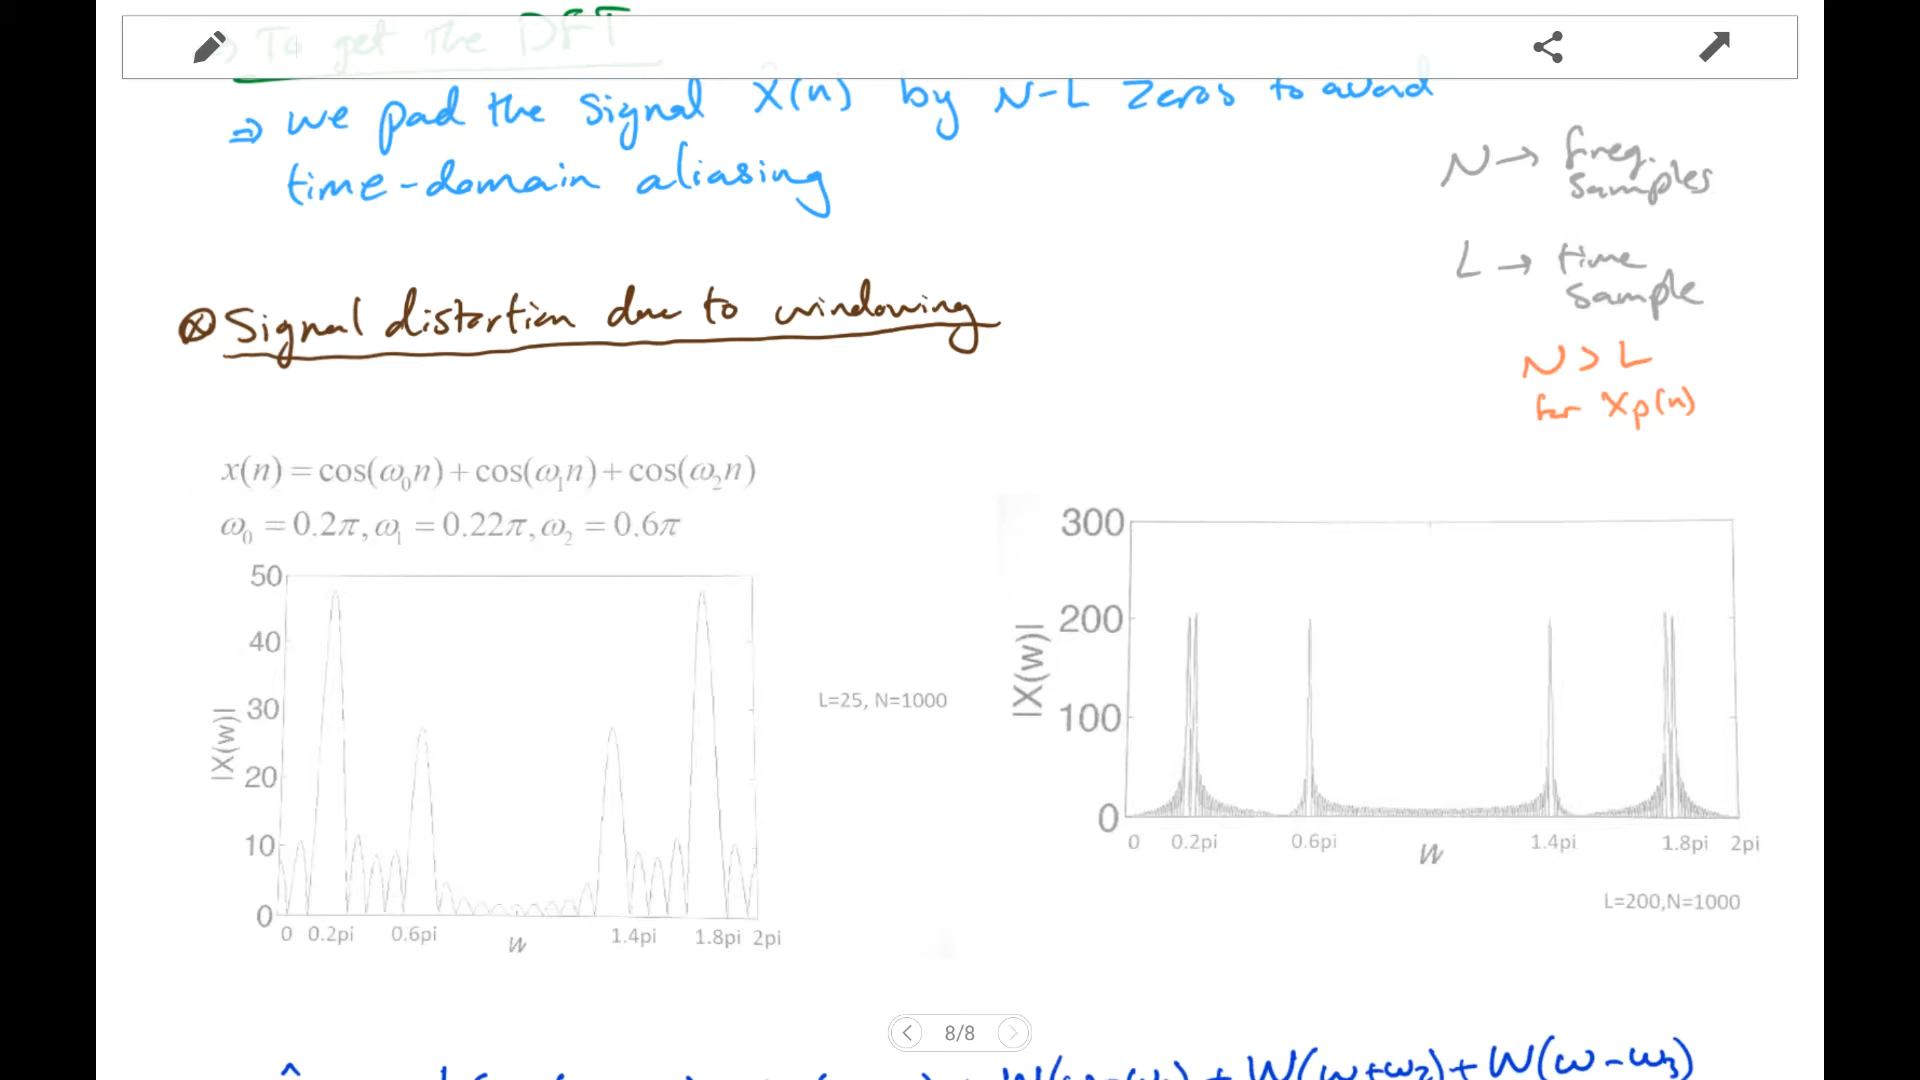 To get the DFT
⇒ we pad the signal x̂(n) by N-L zeros to avoid
time-domain aliasing
N → freq. samples
L → time sample
N > L
for xp(n)
⊗ Signal distortion due to windowing
x(n) = cos(ω₀n) + cos(ω₁n) + cos(ω₂n)
ω₀ = 0.2π, ω₁ = 0.22π, ω₂ = 0.6π
50
40
30
20
10
0
|X(w)|
0 0.2pi 0.6pi 1.4pi 1.8pi 2pi
w
L=25, N=1000
300
200
100
0
|X(w)|
0 0.2pi 0.6pi 1.4pi 1.8pi 2pi
w
L=200,N=1000
8/8
+ W(ω+ω₂) + W(ω-ω₃)